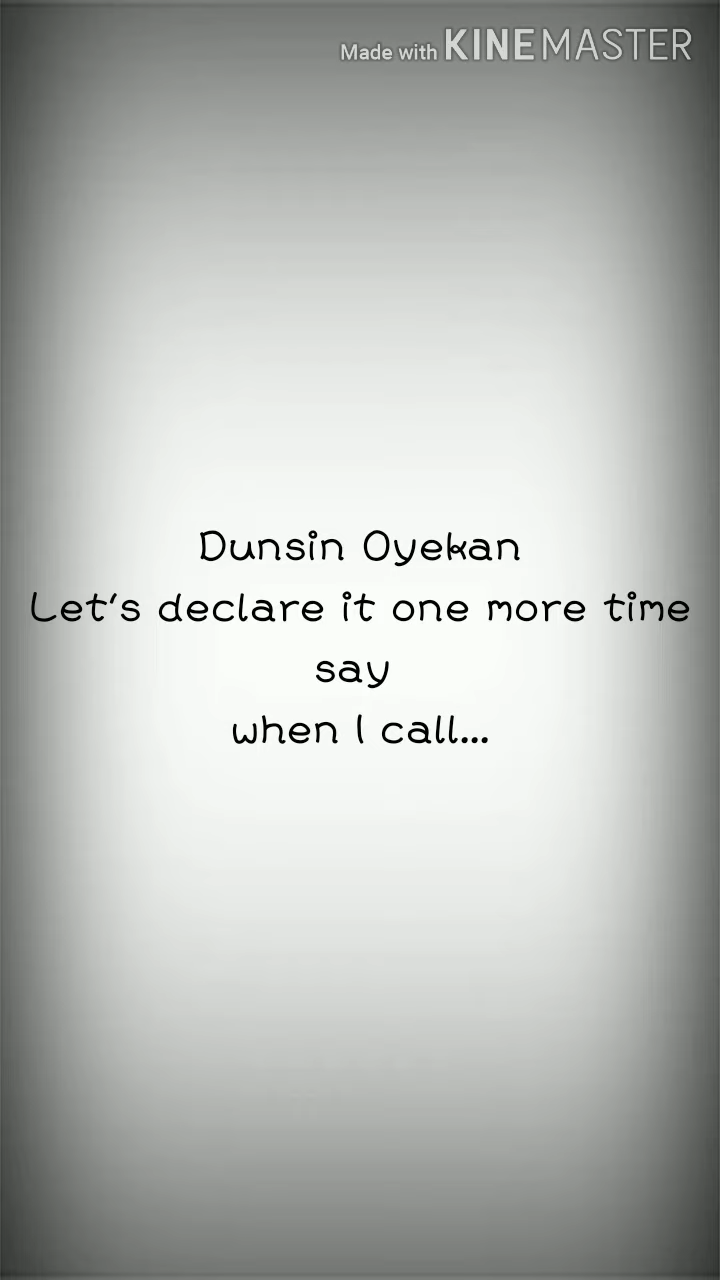 Made with KINEMASTER
Dunsin Oyekan
Let's declare it one more time
say
when I call...